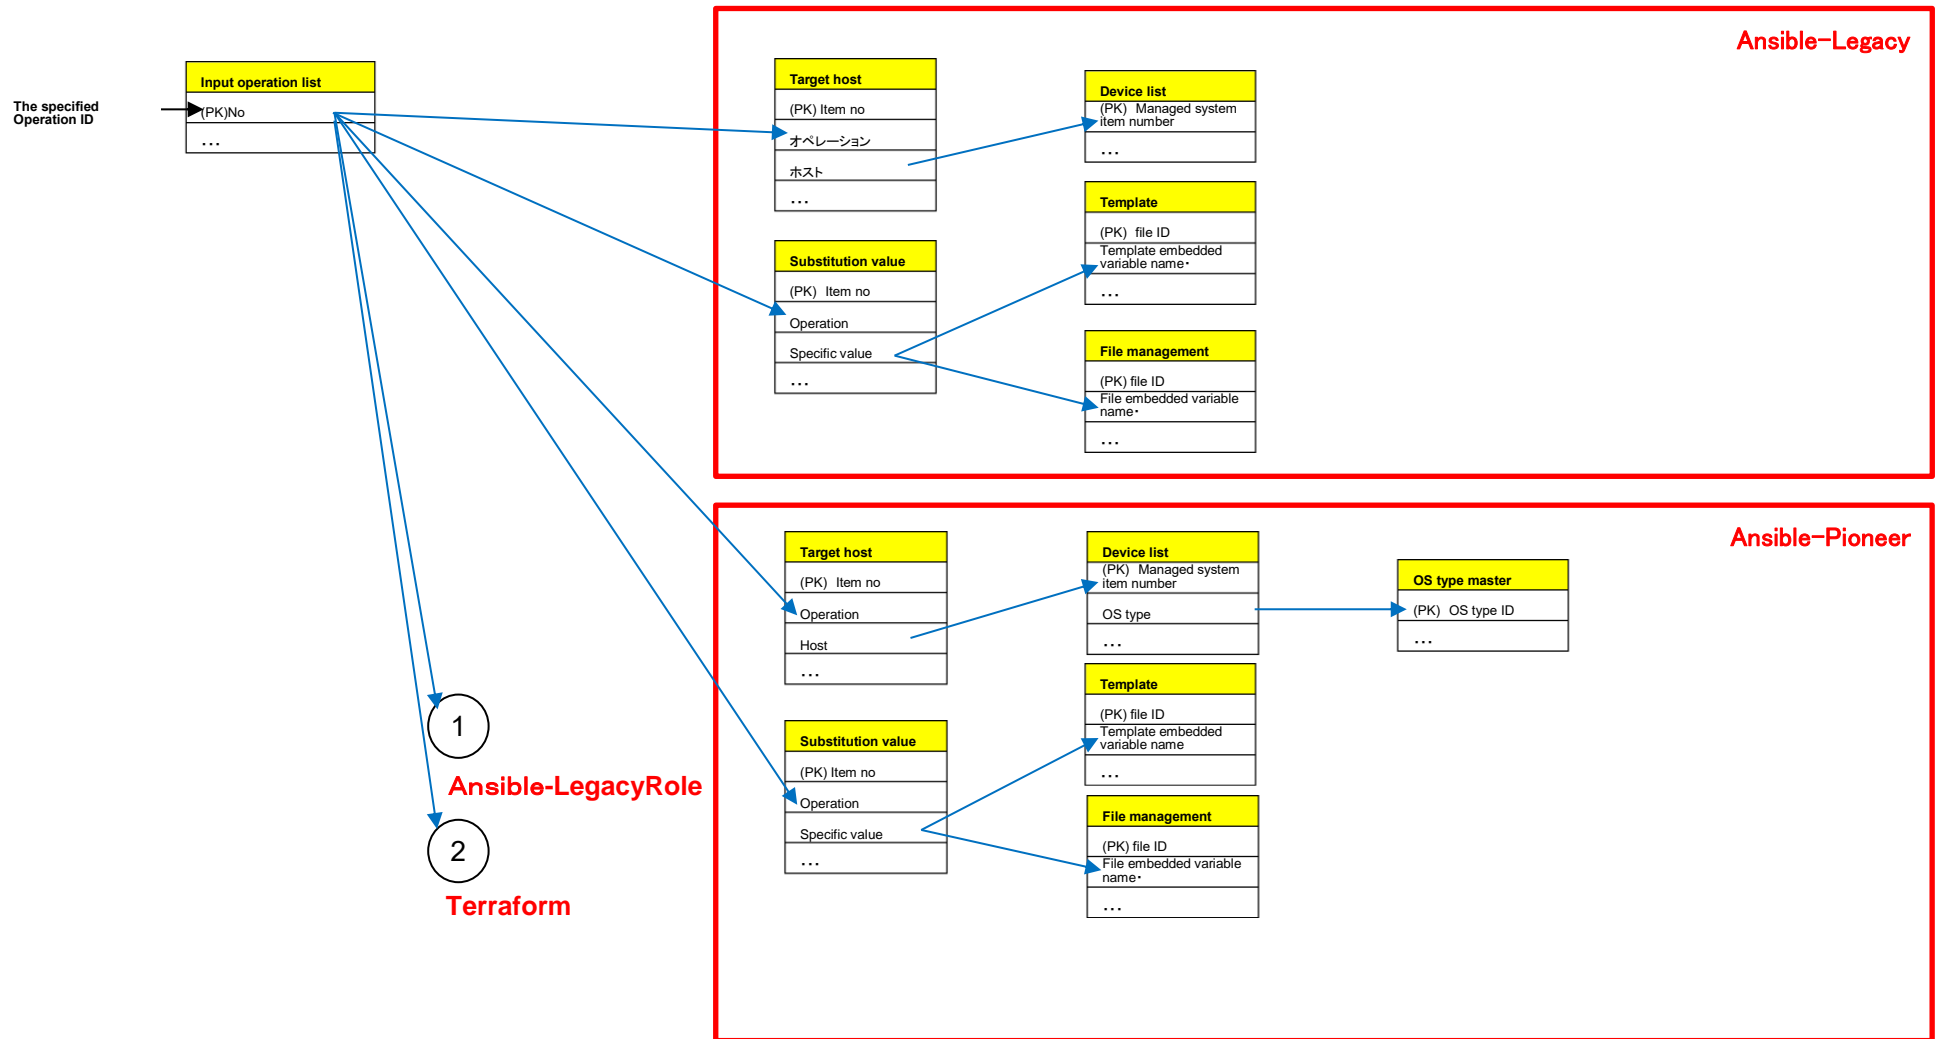 The specified
Operation ID
Input operation list
(PK)No
...
Ansible-Legacy
Target host
(PK) Item no
オペレーション
ホスト
...
Device list
(PK) Managed system
item number
...
Template
(PK) file ID
Template embedded
variable name・
...
Substitution value
(PK) Item no
Operation
Specific value
...
File management
(PK) file ID
File embedded variable
name・
...
Ansible-Pioneer
Target host
(PK) Item no
Operation
Host
...
Device list
(PK) Managed system
item number
OS type
...
OS type master
(PK) OS type ID
...
Template
(PK) file ID
Template embedded
variable name
...
Substitution value
(PK) Item no
Operation
Specific value
...
File management
(PK) file ID
File embedded variable
name・
...
1
Ansible-LegacyRole
2
Terraform